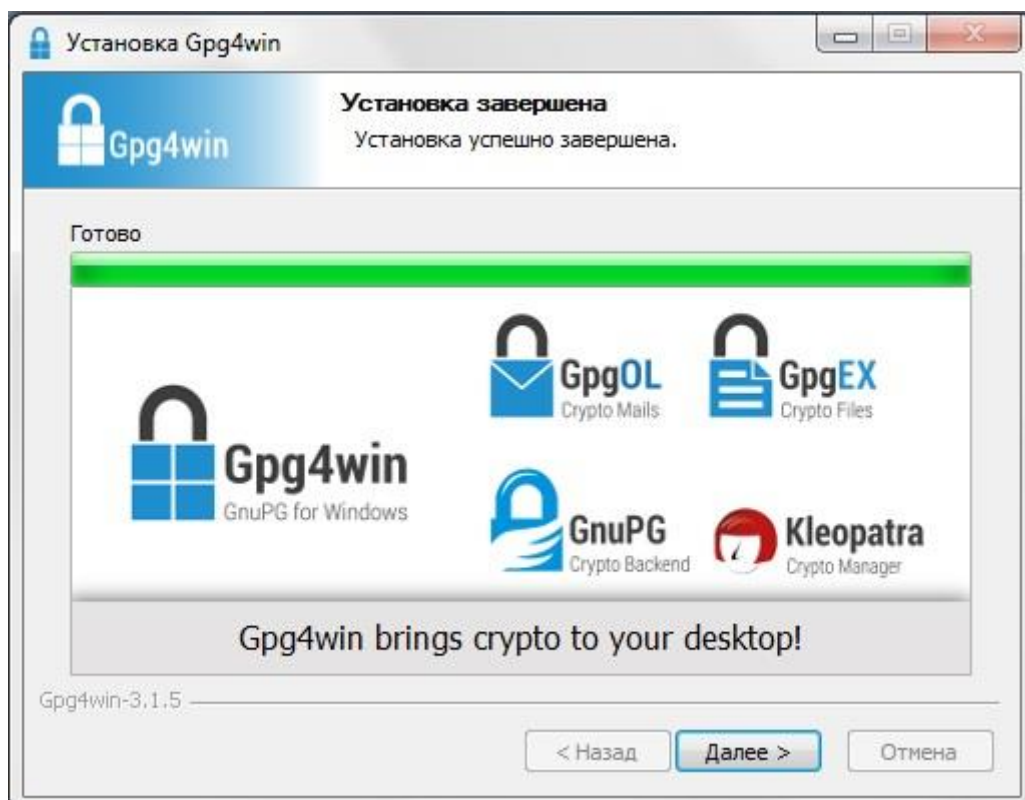 Установка Gpg4win
Gpg4win
Установка завершена
Установка успешно завершена.
Готово
GpgOL
Crypto Mails
GpgEX
Crypto Files
Gpg4win
GnuPG for Windows
GnuPG
Crypto Backend
Kleopatra
Crypto Manager
Gpg4win brings crypto to your desktop!
Gpg4win-3.1.5
< Назад
Далее >
Отмена